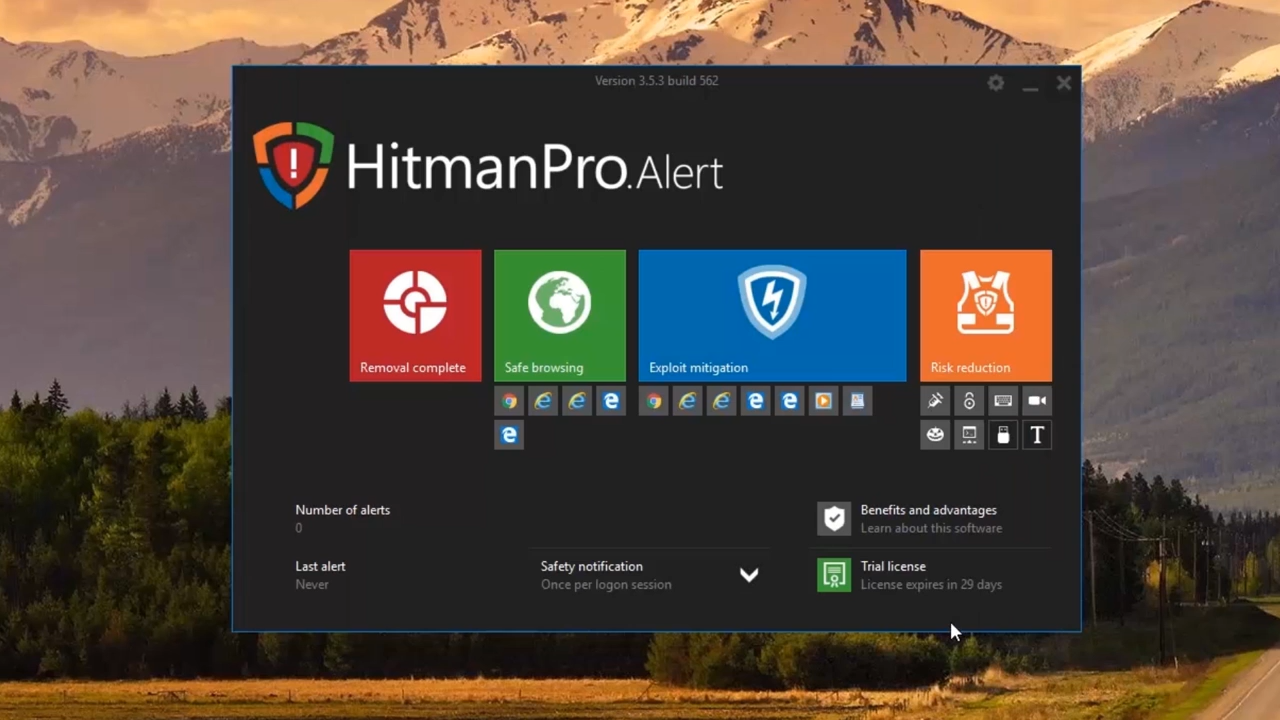 Version 3.5.3 build 562
HitmanPro.Alert
Removal complete
Safe browsing
Exploit mitigation
Risk reduction
T
Number of alerts
0
Benefits and advantages
Learn about this software
Last alert
Never
Safety notification
Once per logon session
Trial license
License expires in 29 days